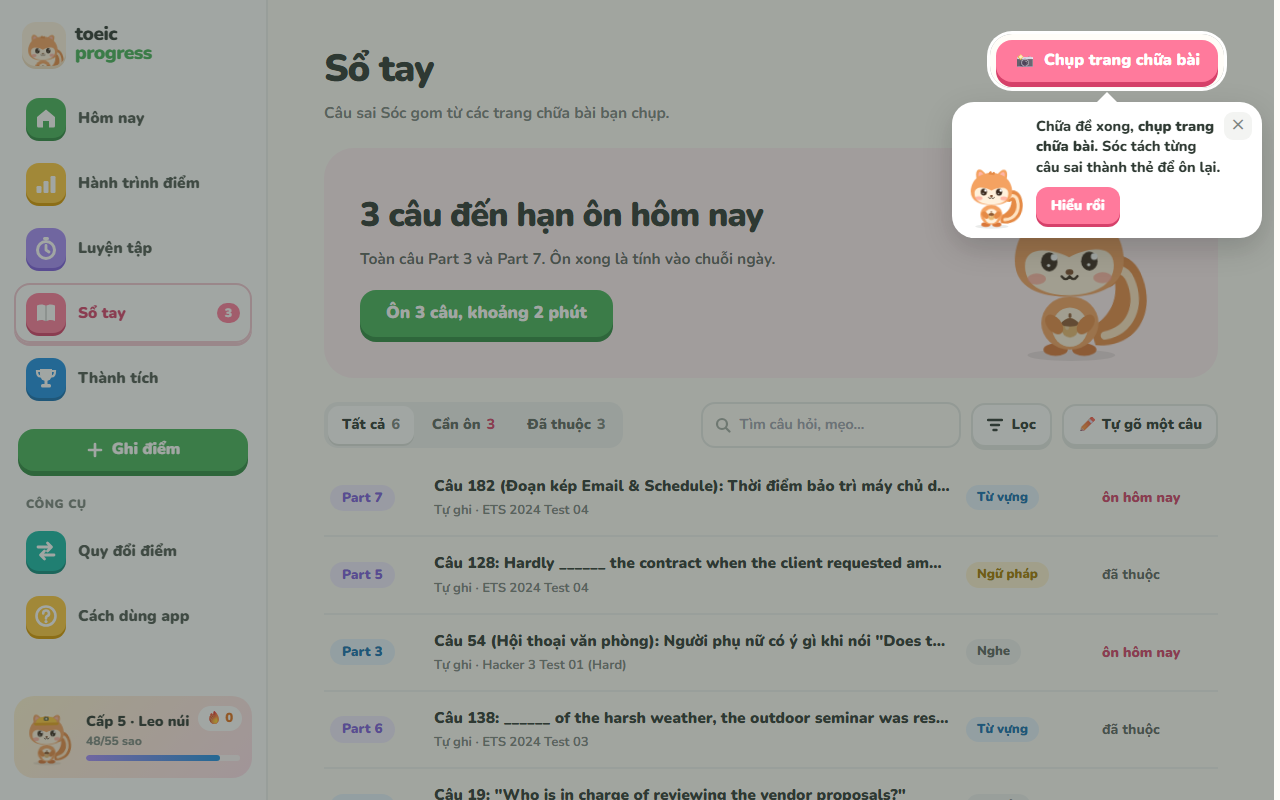 toeic
progress
Hôm nay
Hành trình điểm
Luyện tập
Sổ tay
3
Thành tích
Ghi điểm
CÔNG CỤ
Quy đổi điểm
Cách dùng app
Cấp 5 · Leo núi
0
48/55 sao
Sổ tay
Câu sai Sóc gom từ các trang chữa bài bạn chụp.
Chụp trang chữa bài
Chữa đề xong, chụp trang
chữa bài. Sóc tách từng
câu sai thành thẻ để ôn lại.
Hiểu rồi
3 câu đến hạn ôn hôm nay
Toàn câu Part 3 và Part 7. Ôn xong là tính vào chuỗi ngày.
Ôn 3 câu, khoảng 2 phút
Tất cả 6
Cần ôn 3
Đã thuộc 3
Tìm câu hỏi, mẹo...
Lọc
Tự gõ một câu
Part 7
Câu 182 (Đoạn kép Email & Schedule): Thời điểm bảo trì máy chủ d...
Tự ghi · ETS 2024 Test 04
Từ vựng
ôn hôm nay
Part 5
Câu 128: Hardly ______ the contract when the client requested am...
Tự ghi · ETS 2024 Test 04
Ngữ pháp
đã thuộc
Part 3
Câu 54 (Hội thoại văn phòng): Người phụ nữ có ý gì khi nói "Does t...
Tự ghi · Hacker 3 Test 01 (Hard)
Nghe
ôn hôm nay
Part 6
Câu 138: ______ of the harsh weather, the outdoor seminar was res...
Tự ghi · ETS 2024 Test 03
Từ vựng
đã thuộc
Câu 19: "Who is in charge of reviewing the vendor proposals?"